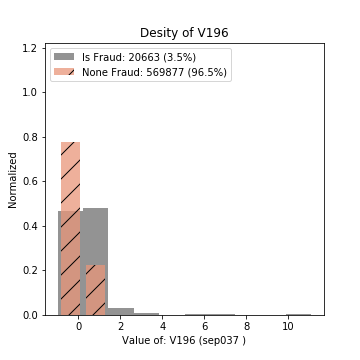 Desity of V196
Is Fraud: 20663 (3.5%)
None Fraud: 569877 (96.5%)
1.2
1.0
0.8
0.6
0.4
0.2
0.0
Normalized
0 2 4 6 8 10
Value of: V196 (sep037 )